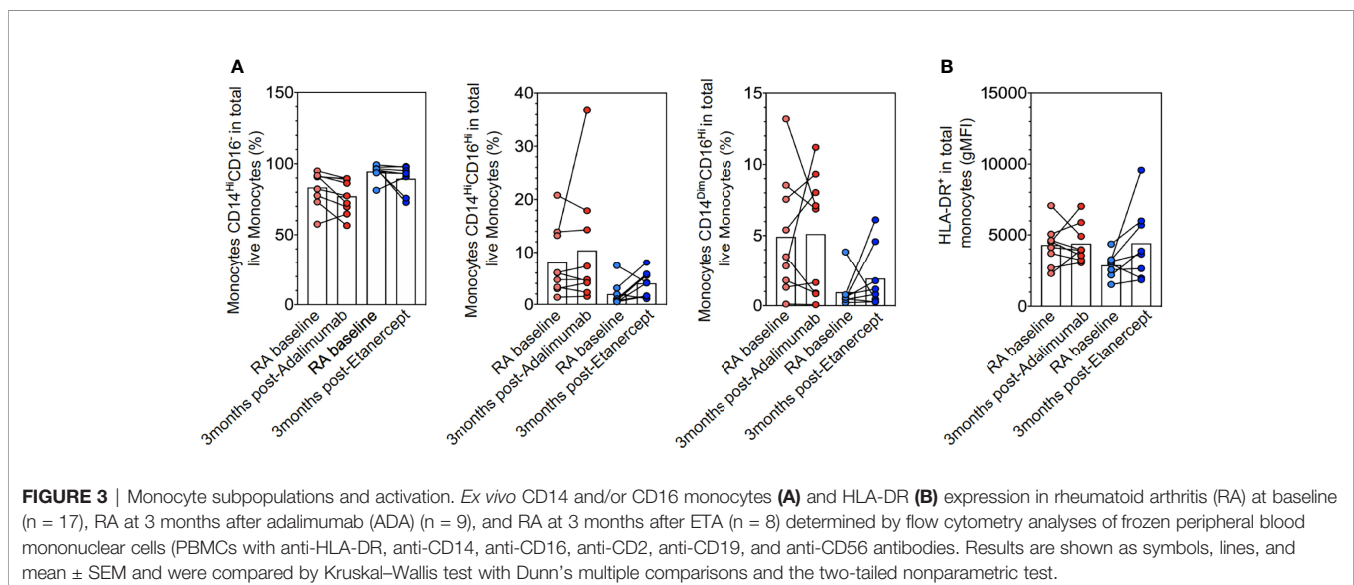 A
B
Monocytes CD14HiCD16- in total
live Monocytes (%)
150
100
50
0
RA baseline
3months post-Adalimumab
RA baseline
3months post-Etanercept
Monocytes CD14HiCD16Hi in total
live Monocytes (%)
40
30
20
10
0
RA baseline
3months post-Adalimumab
RA baseline
3months post-Etanercept
Monocytes CD14DimCD16Hi in total
live Monocytes (%)
15
10
5
0
RA baseline
3months post-Adalimumab
RA baseline
3months post-Etanercept
HLA-DR+ in total
monocytes (gMFI)
15000
10000
5000
0
RA baseline
3months post-Adalimumab
RA baseline
3months post-Etanercept
FIGURE 3 | Monocyte subpopulations and activation. Ex vivo CD14 and/or CD16 monocytes (A) and HLA-DR (B) expression in rheumatoid arthritis (RA) at baseline
(n = 17), RA at 3 months after adalimumab (ADA) (n = 9), and RA at 3 months after ETA (n = 8) determined by flow cytometry analyses of frozen peripheral blood
mononuclear cells (PBMCs with anti-HLA-DR, anti-CD14, anti-CD16, anti-CD2, anti-CD19, and anti-CD56 antibodies. Results are shown as symbols, lines, and
mean ± SEM and were compared by Kruskal–Wallis test with Dunn's multiple comparisons and the two-tailed nonparametric test.